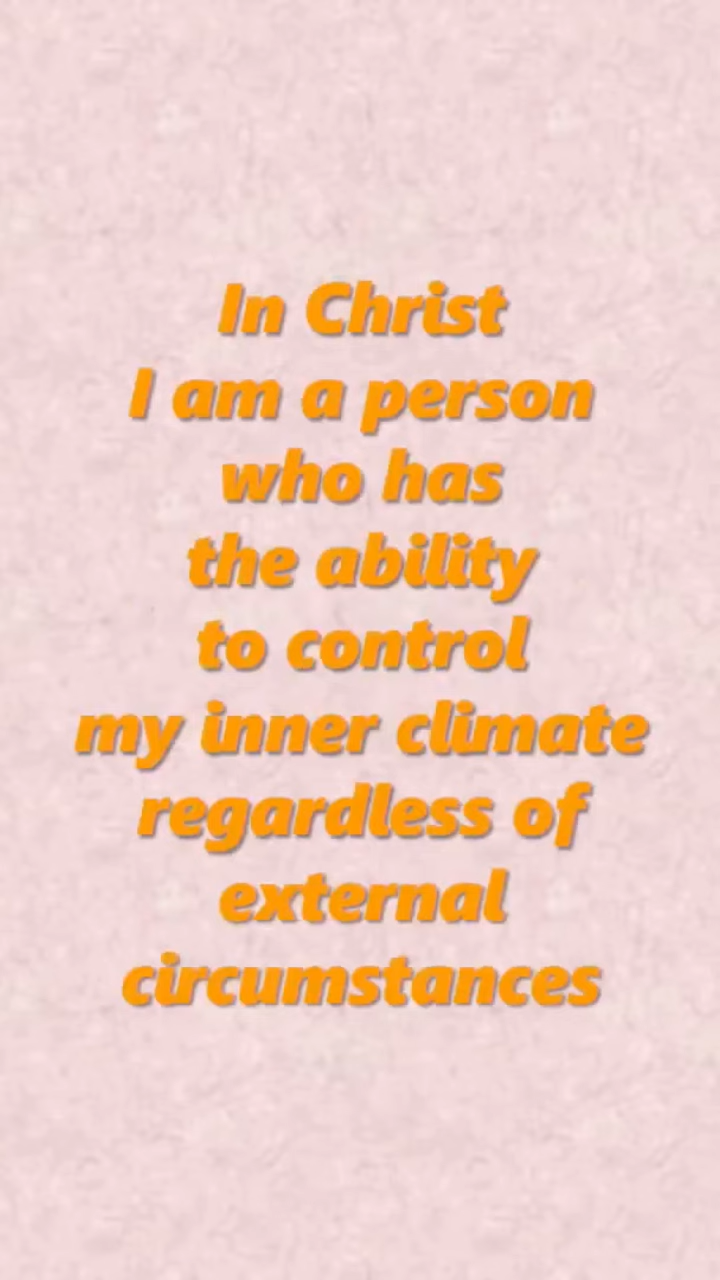 In Christ
I am a person
who has
the ability
to control
my inner climate
regardless of
external
circumstances